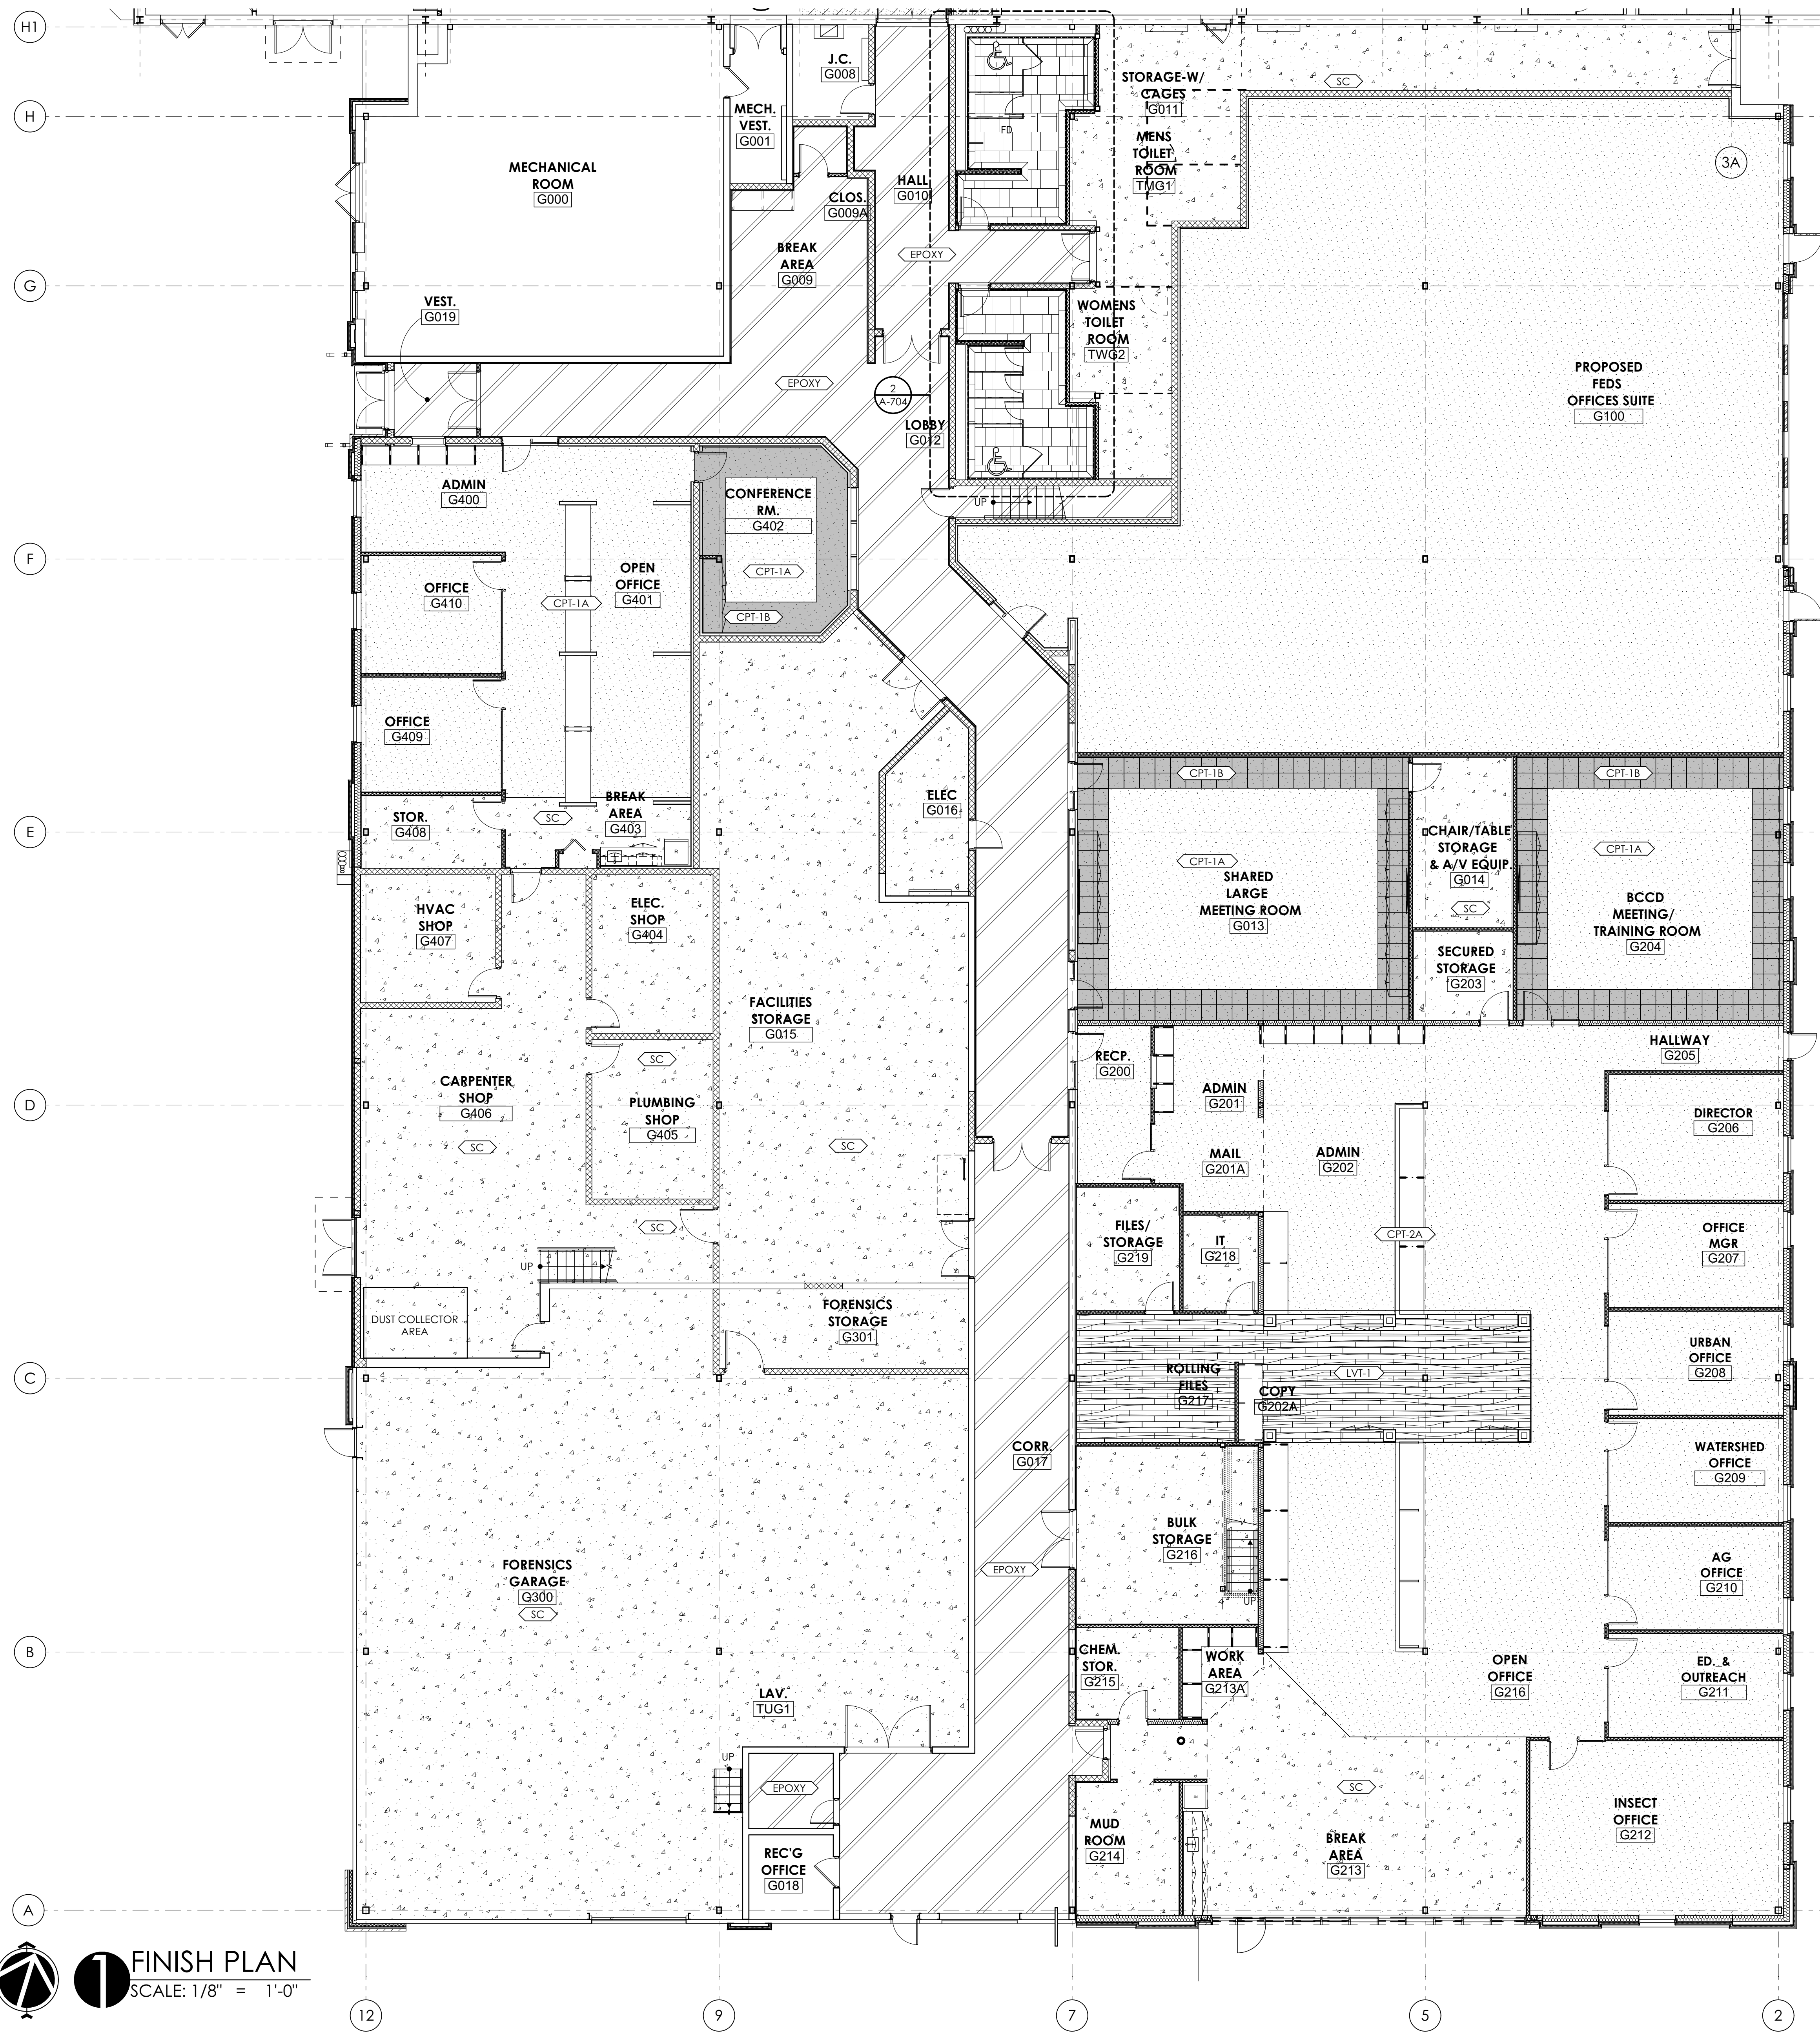 H1
J.C.
G008
STORAGE-W/
CAGES
G011
SC
H
MECH.
VEST.
G001
FD
MENS
TOILET
ROOM
TMG1
3A
MECHANICAL
ROOM
G000
HALL
G010
CLOS.
G009A
BREAK
AREA
G009
EPOXY
G
VEST.
G019
WOMENS
TOILET
ROOM
TWG2
PROPOSED
FEDS
OFFICES SUITE
G100
EPOXY
2
A-704
LOBBY
G012
ADMIN
G400
CONFERENCE
RM.
G402
UP
F
OPEN
OFFICE
G401
CPT-1A
OFFICE
G410
CPT-1A
CPT-1B
OFFICE
G409
CPT-1B
CPT-1B
ELEC
G016
BREAK
AREA
G403
STOR.
G408
SC
R
E
CHAIR/TABLE
STORAGE
& A/V EQUIP.
G014
SC
CPT-1A
SHARED
LARGE
MEETING ROOM
G013
CPT-1A
BCCD
MEETING/
TRAINING ROOM
G204
HVAC
SHOP
G407
ELEC.
SHOP
G404
SECURED
STORAGE
G203
FACILITIES
STORAGE
G015
SC
RECP.
G200
HALLWAY
G205
CARPENTER
SHOP
G406
SC
PLUMBING
SHOP
G405
ADMIN
G201
D
DIRECTOR
G206
SC
MAIL
G201A
ADMIN
G202
SC
FILES/
STORAGE
G219
IT
G218
CPT-2A
OFFICE
MGR
G207
UP
DUST COLLECTOR
AREA
FORENSICS
STORAGE
G301
URBAN
OFFICE
G208
C
ROLLING
FILES
G217
COPY
G202A
LVT-1
CORR.
G017
WATERSHED
OFFICE
G209
BULK
STORAGE
G216
UP
EPOXY
FORENSICS
GARAGE
G300
SC
AG
OFFICE
G210
B
CHEM.
STOR.
G215
WORK
AREA
G213A
OPEN
OFFICE
G216
ED. &
OUTREACH
G211
LAV.
TUG1
UP
EPOXY
SC
MUD
ROOM
G214
BREAK
AREA
G213
INSECT
OFFICE
G212
REC'G
OFFICE
G018
A
1
FINISH PLAN
SCALE: 1/8" = 1'-0"
12
9
7
5
2